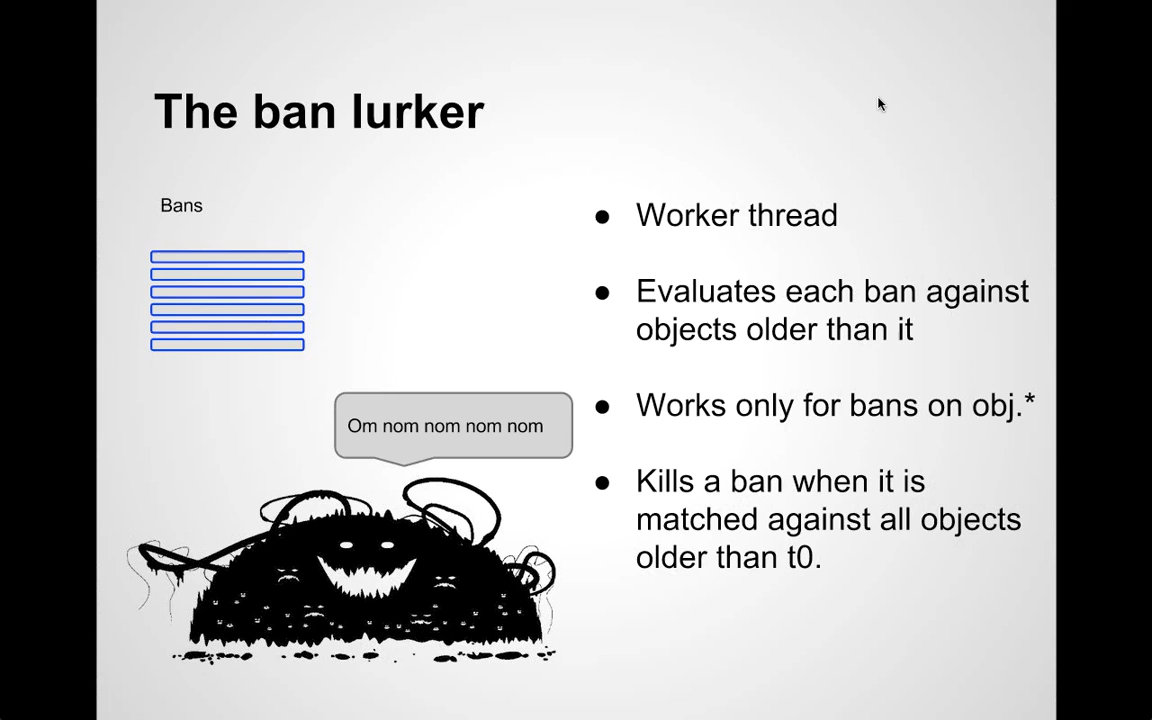 The ban lurker
Bans
Om nom nom nom nom
● Worker thread
● Evaluates each ban against
objects older than it
● Works only for bans on obj.*
● Kills a ban when it is
matched against all objects
older than t0.